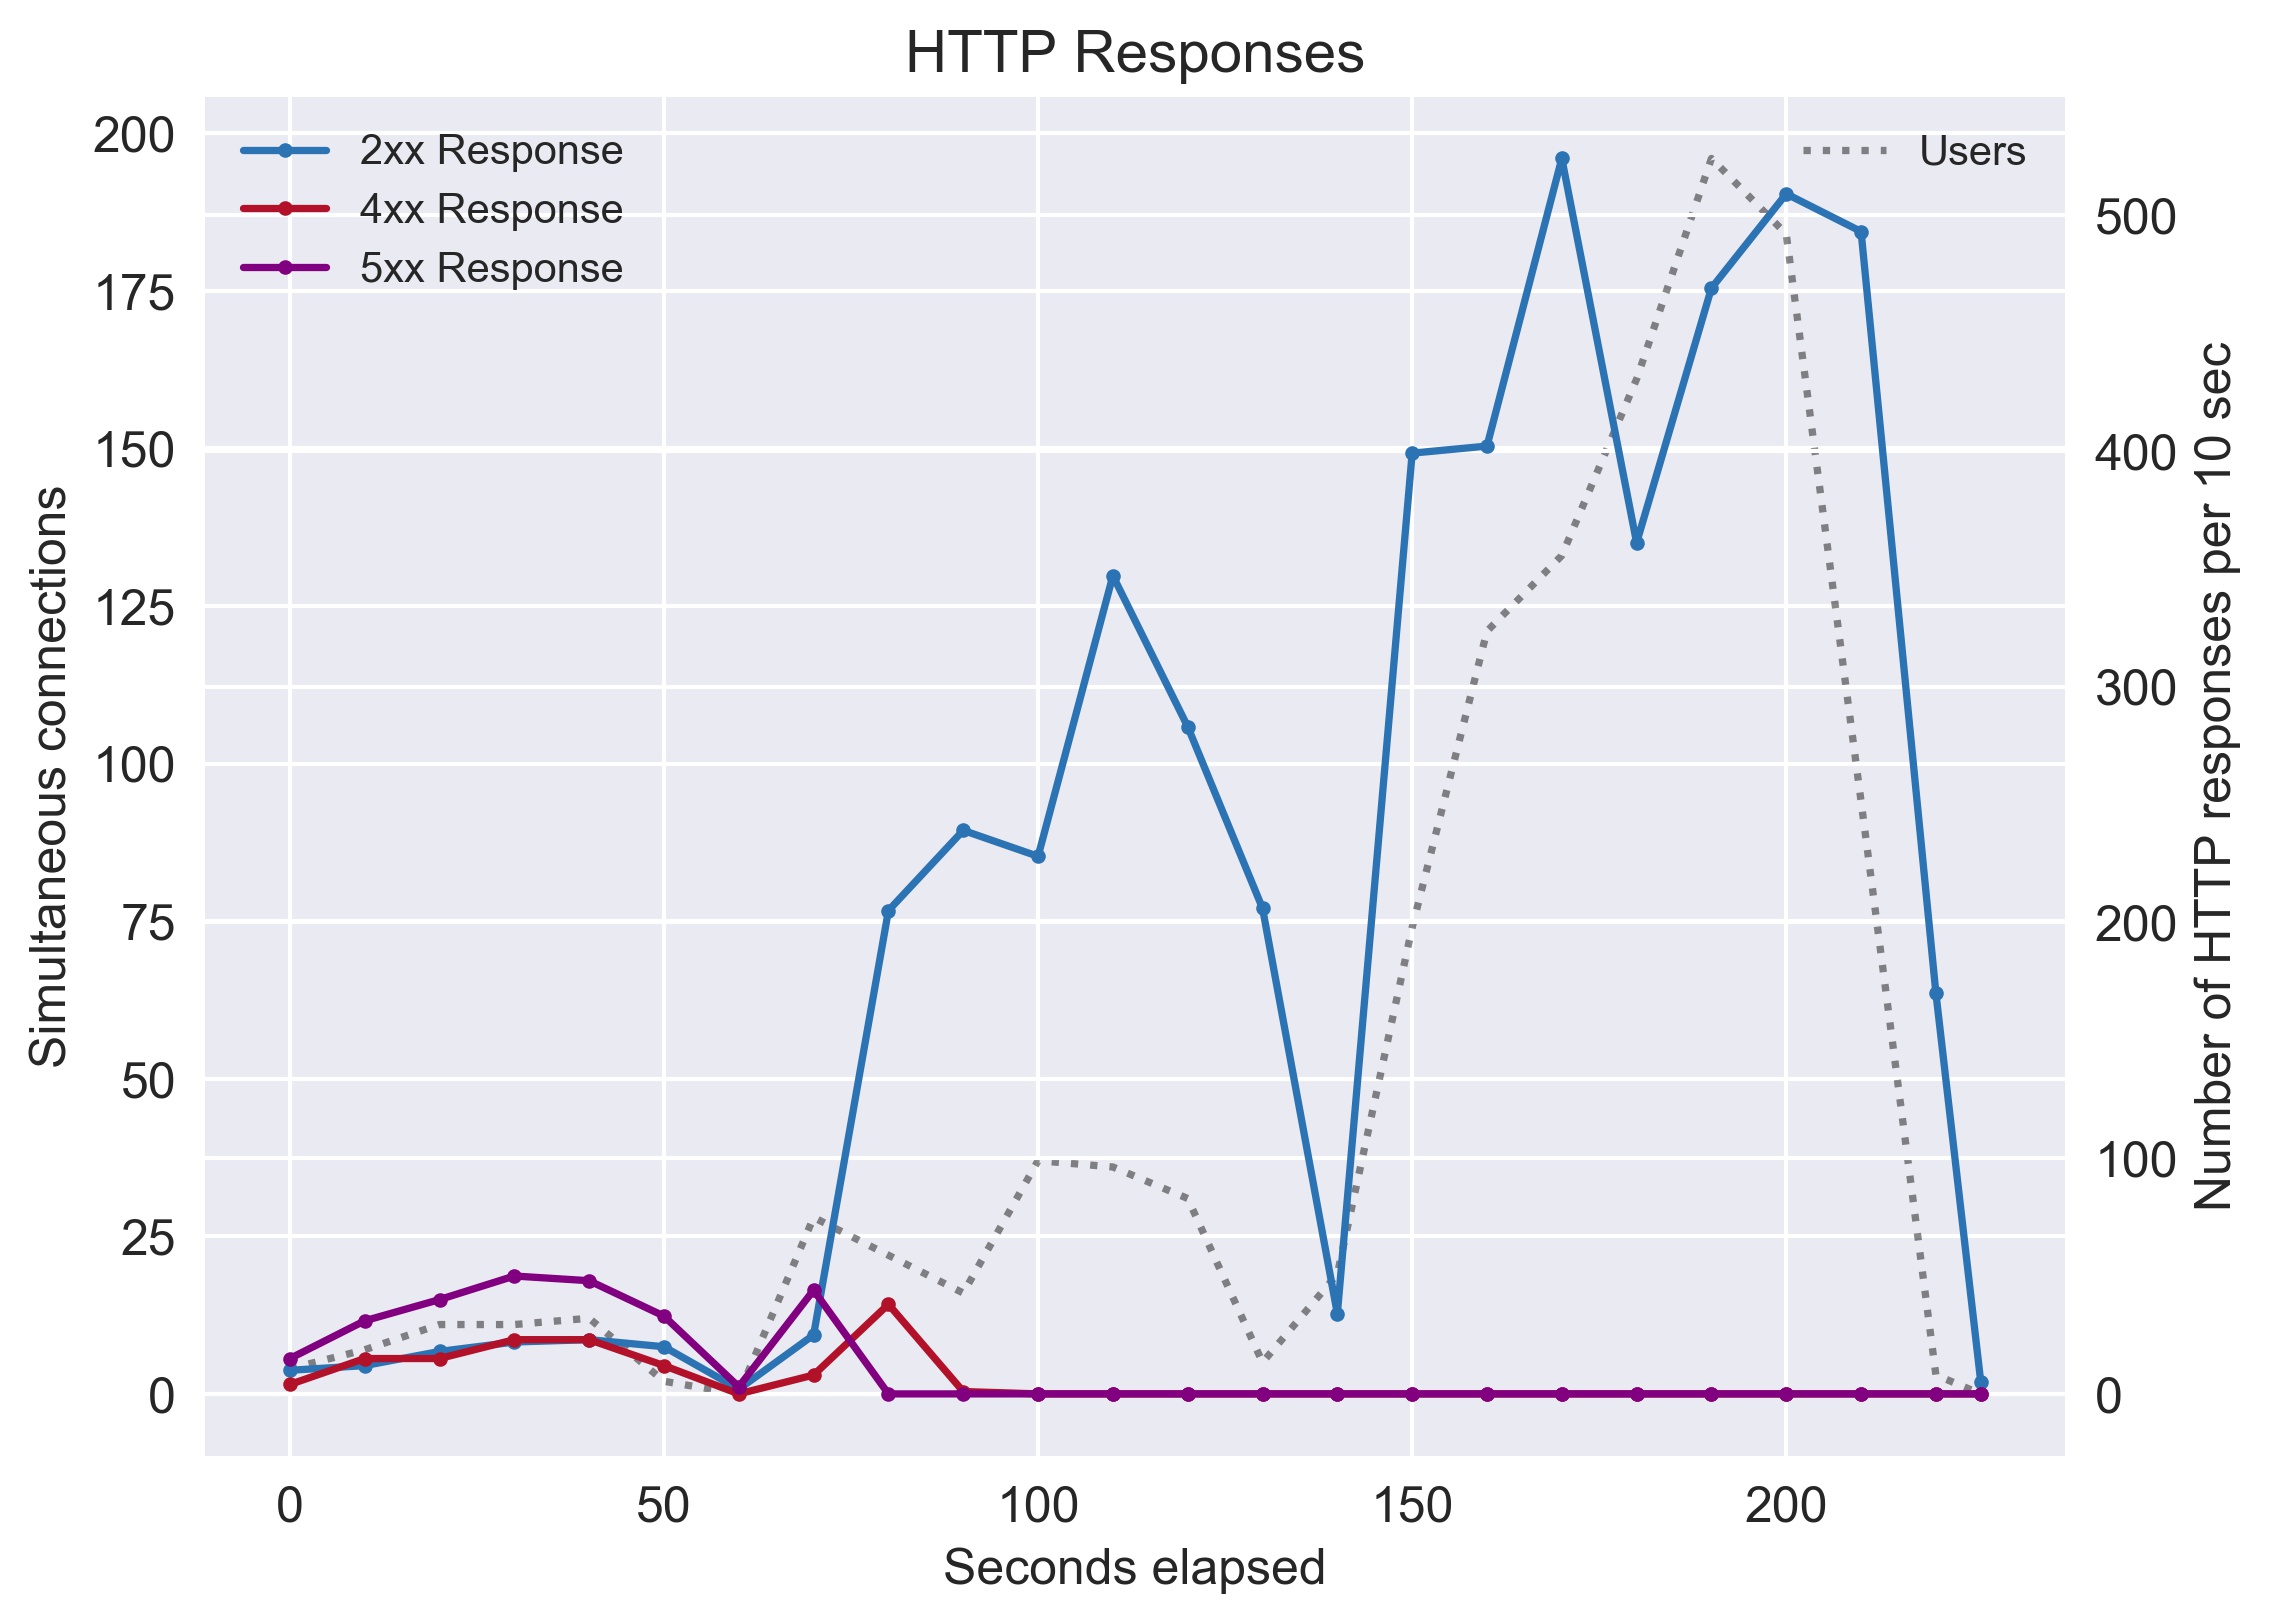 HTTP Responses
2xx Response
4xx Response
5xx Response
Users
200
175
150
125
100
75
50
25
0
Simultaneous connections
500
400
300
200
100
0
Number of HTTP responses per 10 sec
0
50
100
150
200
Seconds elapsed